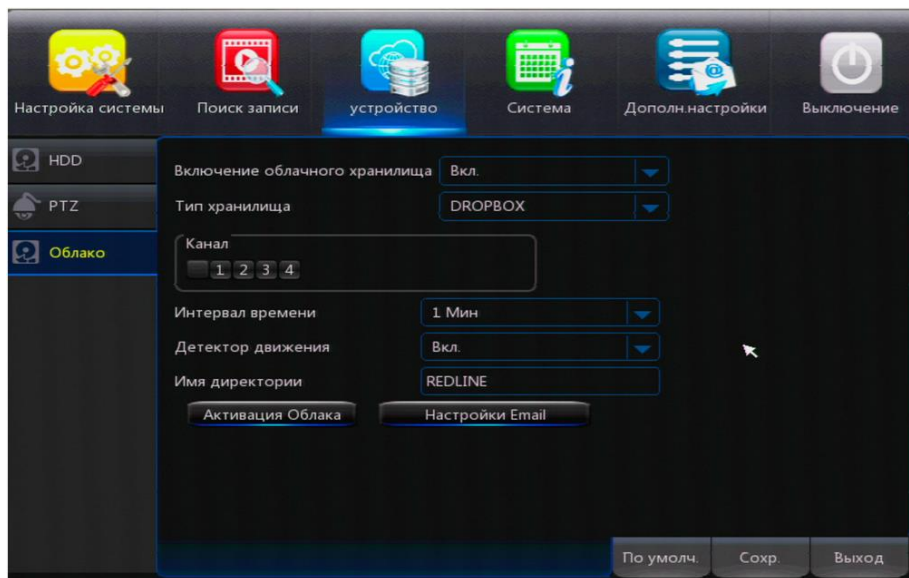 Настройка системы
Поиск записи
устройство
Система
Дополн.настройки
Выключение
HDD
PTZ
Облако
Включение облачного хранилища Вкл.
Тип хранилища DROPBOX
Канал
1 2 3 4
Интервал времени 1 Мин
Детектор движения Вкл.
Имя директории REDLINE
Активация Облака Настройки Email
По умолч. Сохр. Выход